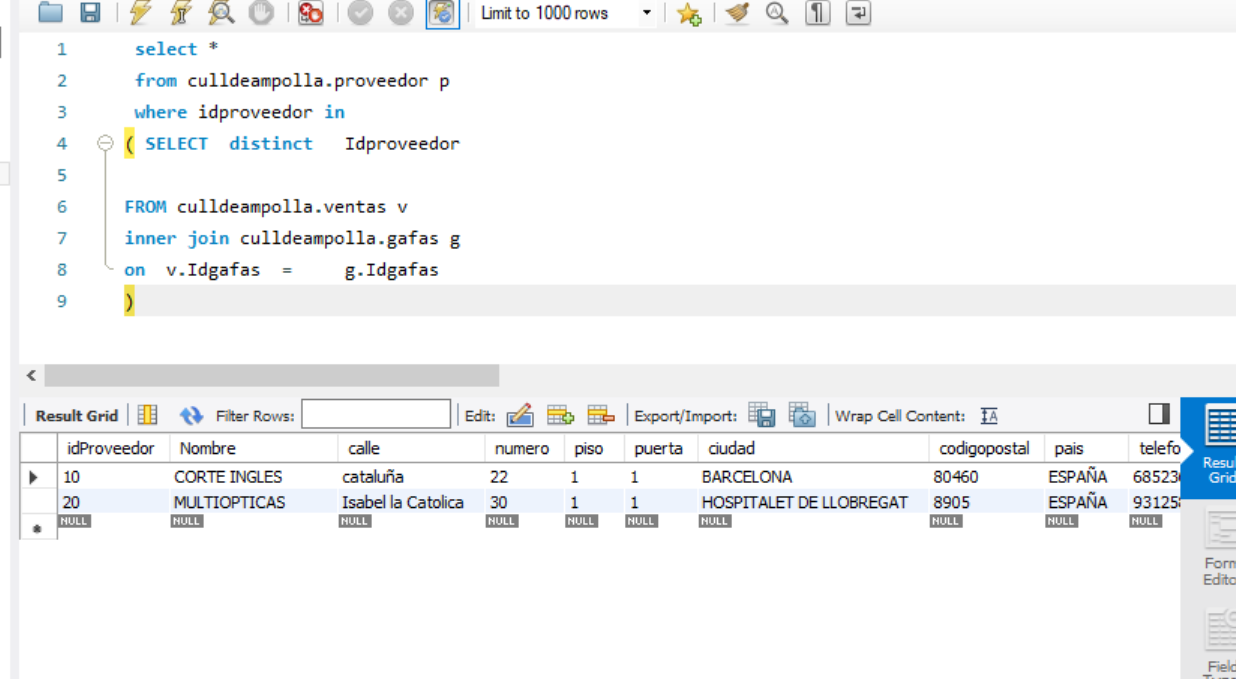 Limit to 1000 rows
1 select *
2 from culldeampolla.proveedor p
3 where idproveedor in
4 ( SELECT distinct Idproveedor
5
6 FROM culldeampolla.ventas v
7 inner join culldeampolla.gafas g
8 on v.Idgafas = g.Idgafas
9 )
Result Grid Filter Rows: Edit: Export/Import: Wrap Cell Content: IA
idProveedor Nombre calle numero piso puerta ciudad codigopostal pais telefo
10 CORTE INGLES cataluña 22 1 1 BARCELONA 80460 ESPAÑA 68523
20 MULTIOPTICAS Isabel la Catolica 30 1 1 HOSPITALET DE LLOBREGAT 8905 ESPAÑA 93125
NULL NULL NULL NULL NULL NULL NULL NULL NULL NULL
Resul
Grid
Form
Edito
Field